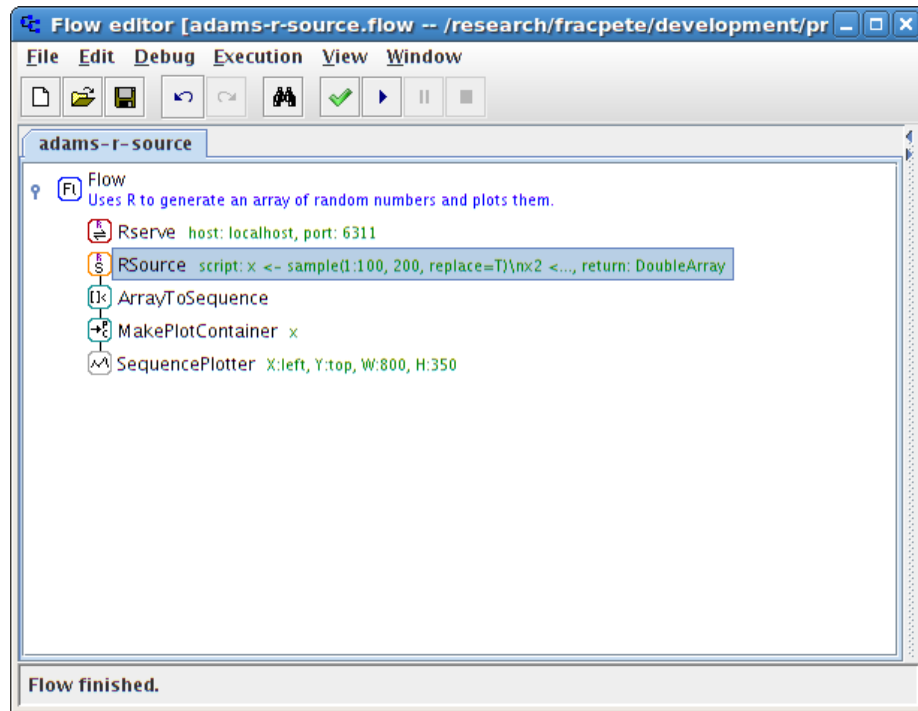 Flow editor [adams-r-source.flow -- /research/fracpete/development/pr
File Edit Debug Execution View Window
adams-r-source
Flow
Uses R to generate an array of random numbers and plots them.
Rserve host: localhost, port: 6311
RSource script: x <- sample(1:100, 200, replace=T)\nx2 <..., return: DoubleArray
ArrayToSequence
MakePlotContainer x
SequencePlotter X:left, Y:top, W:800, H:350
Flow finished.